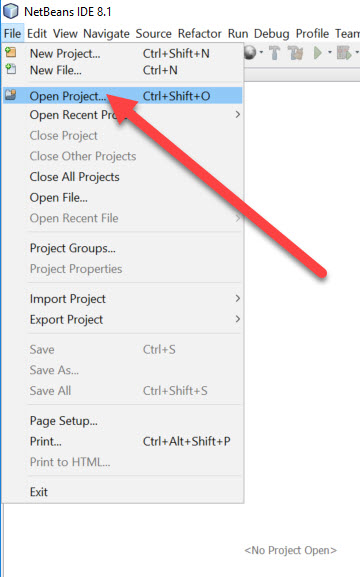 NetBeans IDE 8.1
File Edit View Navigate Source Refactor Run Debug Profile Team
New Project... Ctrl+Shift+N
New File... Ctrl+N
Open Project... Ctrl+Shift+O
Open Recent
Close Project
Close Other Projects
Close All Projects
Open File...
Open Recent File
Project Groups...
Project Properties
Import Project
Export Project
Save Ctrl+S
Save As...
Save All Ctrl+Shift+S
Page Setup...
Print... Ctrl+Alt+Shift+P
Print to HTML...
Exit
<No Project Open>